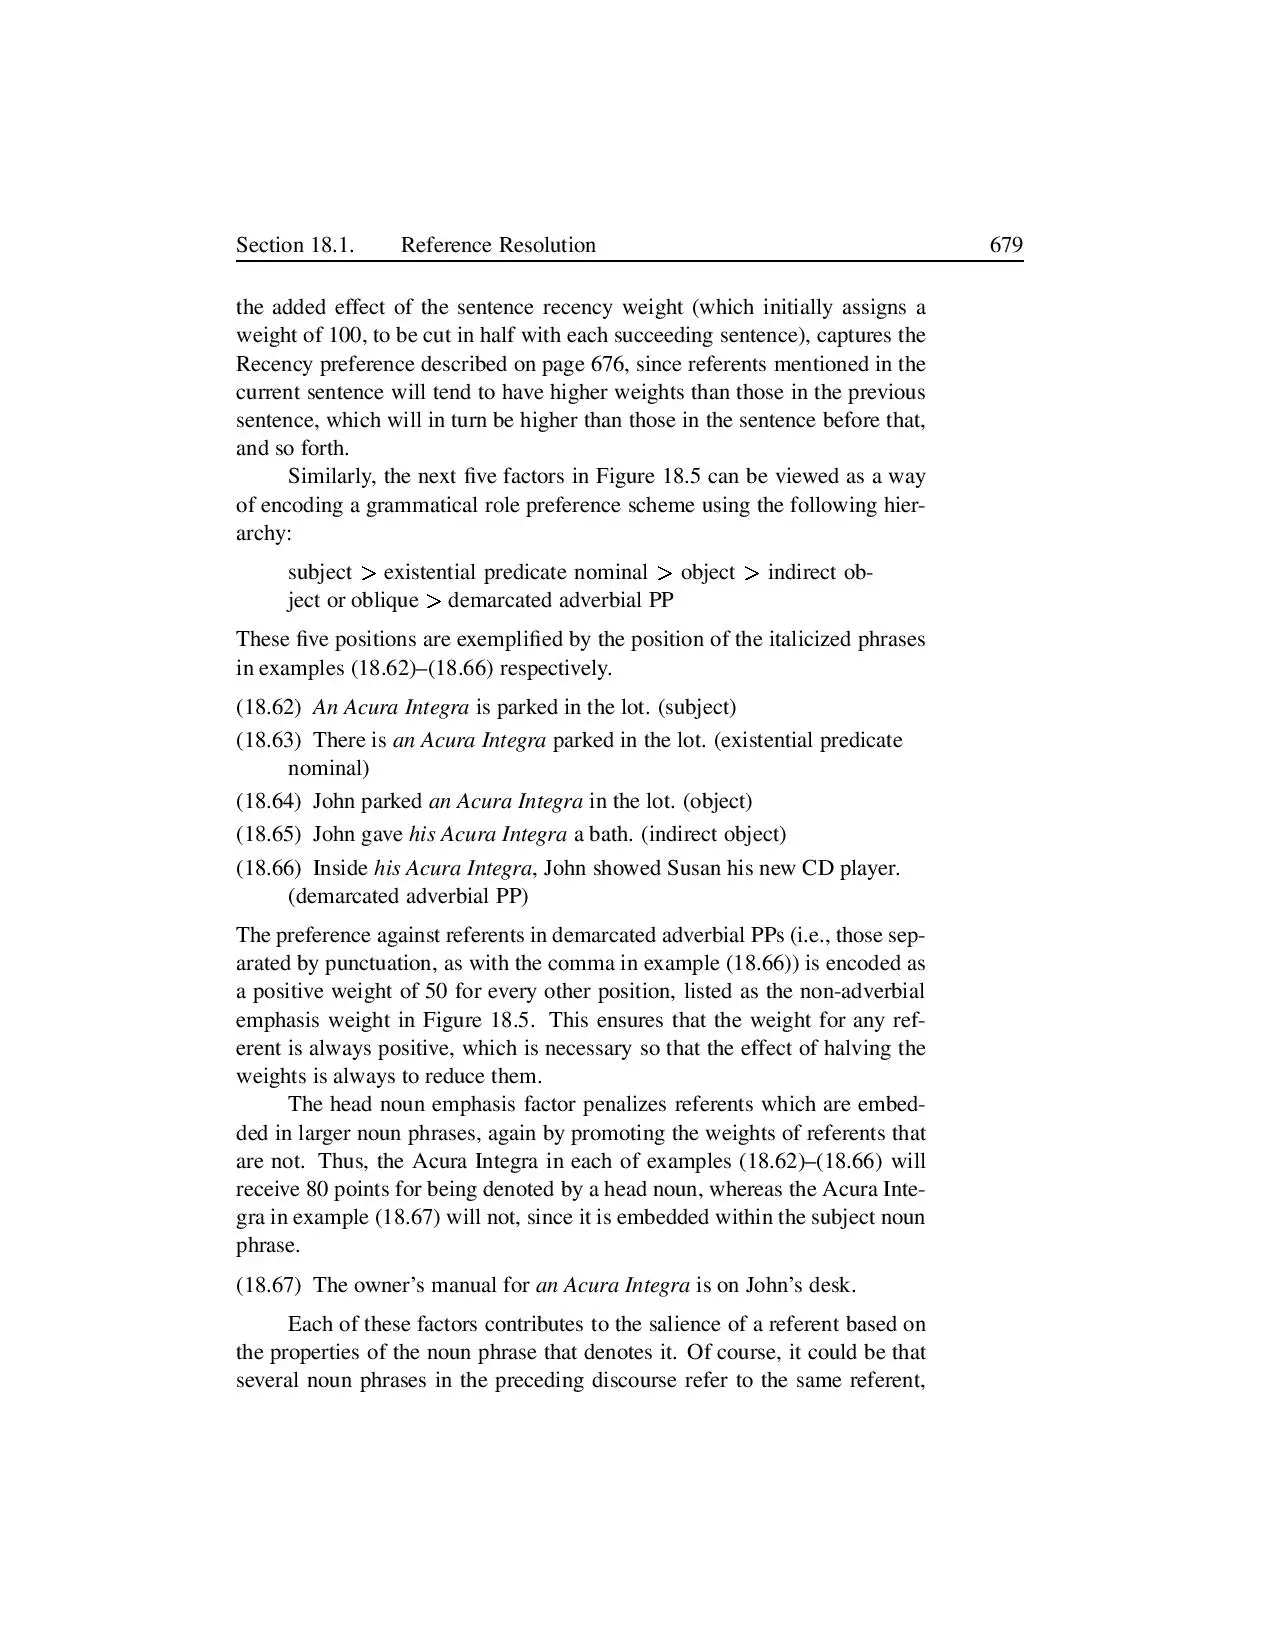 Section 18.1. Reference Resolution 679
the added effect of the sentence recency weight (which initially assigns a
weight of 100, to be cut in half with each succeeding sentence), captures the
Recency preference described on page 676, since referents mentioned in the
current sentence will tend to have higher weights than those in the previous
sentence, which will in turn be higher than those in the sentence before that,
and so forth.
Similarly, the next five factors in Figure 18.5 can be viewed as a way
of encoding a grammatical role preference scheme using the following hier-
archy:
subject > existential predicate nominal > object > indirect ob-
ject or oblique > demarcated adverbial PP
These five positions are exemplified by the position of the italicized phrases
in examples (18.62)–(18.66) respectively.
(18.62) An Acura Integra is parked in the lot. (subject)
(18.63) There is an Acura Integra parked in the lot. (existential predicate
nominal)
(18.64) John parked an Acura Integra in the lot. (object)
(18.65) John gave his Acura Integra a bath. (indirect object)
(18.66) Inside his Acura Integra, John showed Susan his new CD player.
(demarcated adverbial PP)
The preference against referents in demarcated adverbial PPs (i.e., those sep-
arated by punctuation, as with the comma in example (18.66)) is encoded as
a positive weight of 50 for every other position, listed as the non-adverbial
emphasis weight in Figure 18.5. This ensures that the weight for any ref-
erent is always positive, which is necessary so that the effect of halving the
weights is always to reduce them.
The head noun emphasis factor penalizes referents which are embed-
ded in larger noun phrases, again by promoting the weights of referents that
are not. Thus, the Acura Integra in each of examples (18.62)–(18.66) will
receive 80 points for being denoted by a head noun, whereas the Acura Inte-
gra in example (18.67) will not, since it is embedded within the subject noun
phrase.
(18.67) The owner's manual for an Acura Integra is on John's desk.
Each of these factors contributes to the salience of a referent based on
the properties of the noun phrase that denotes it. Of course, it could be that
several noun phrases in the preceding discourse refer to the same referent,